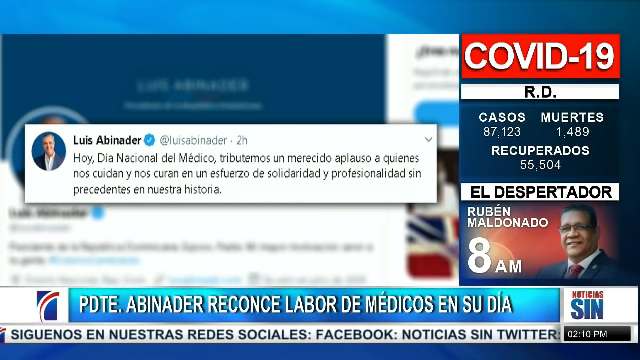 LUIS ABINADER
Luis Abinader @luisabinader · 2h
Hoy, Día Nacional del Médico, tributemos un merecido aplauso a quienes
nos cuidan y nos curan en un esfuerzo de solidaridad y profesionalidad sin
precedentes en nuestra historia.
Luis Abinader
COVID-19
R.D.
CASOS
87,123
MUERTES
1,489
RECUPERADOS
55,504
EL DESPERTADOR
RUBÉN
MALDONADO
8 AM
PDTE. ABINADER RECONCE LABOR DE MÉDICOS EN SU DÍA
NOTICIAS
SIN
SIGUENOS EN NUESTRAS REDES SOCIALES: FACEBOOK: NOTICIAS SIN TWITTER:
02:10 PM